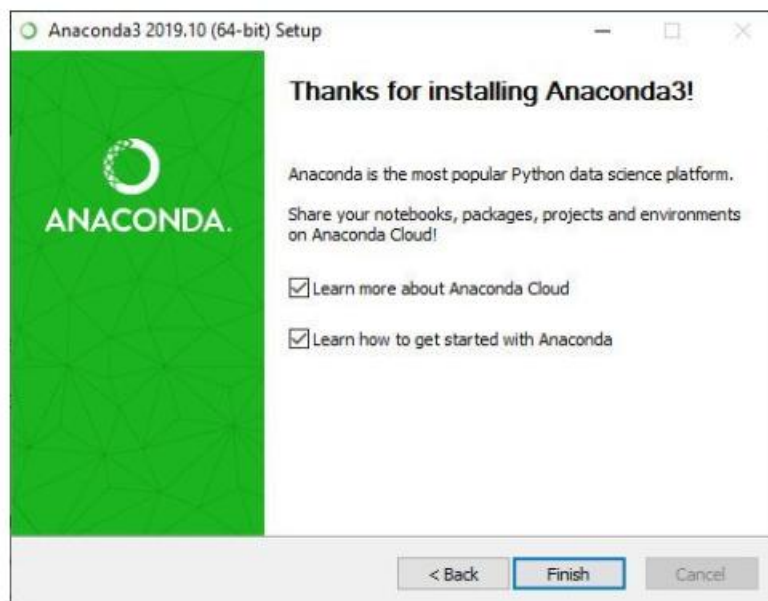 Anaconda3 2019.10 (64-bit) Setup
Thanks for installing Anaconda3!
ANACONDA.
Anaconda is the most popular Python data science platform.
Share your notebooks, packages, projects and environments
on Anaconda Cloud!
Learn more about Anaconda Cloud
Learn how to get started with Anaconda
< Back
Finish
Cancel